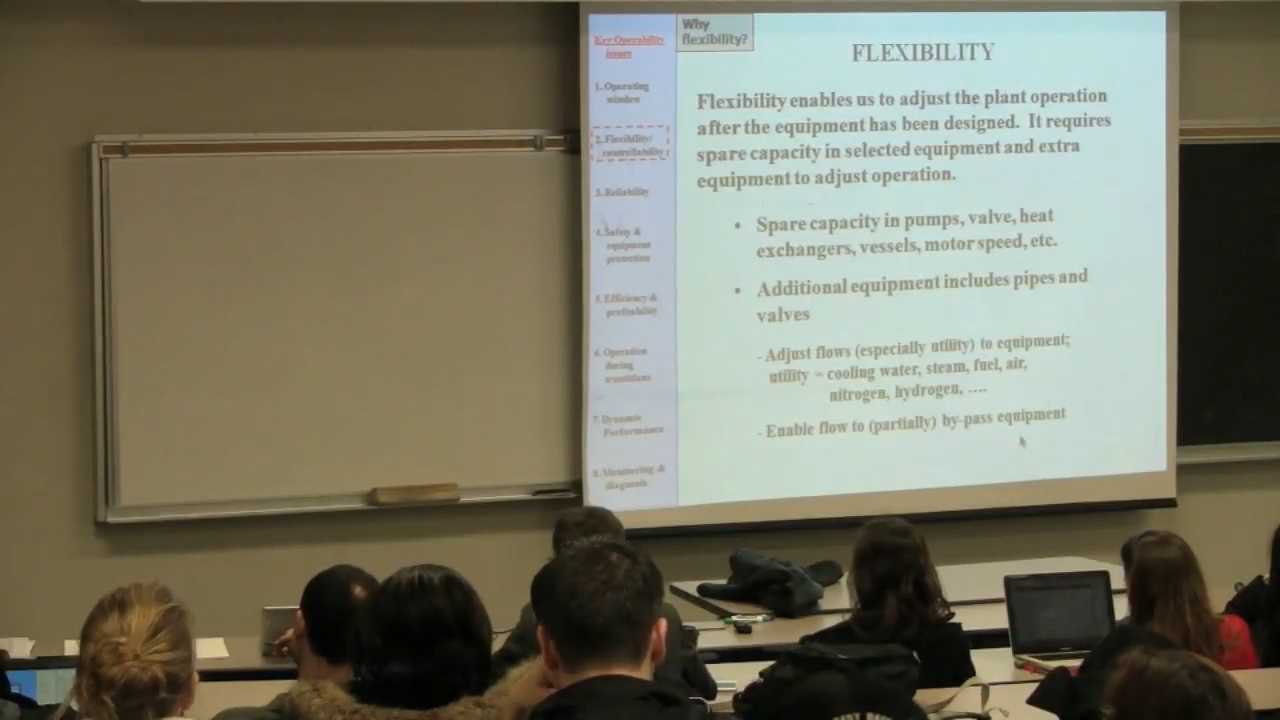 Key Operability
issues
1. Operating
window
2. Flexibility/
controllability
3. Reliability
4. Safety &
equipment
protection
5. Efficiency &
profitability
6. Operation
during
transitions
7. Dynamic
Performance
8. Monitoring &
diagnosis
Why
flexibility?
FLEXIBILITY
Flexibility enables us to adjust the plant operation
after the equipment has been designed. It requires
spare capacity in selected equipment and extra
equipment to adjust operation.
• Spare capacity in pumps, valve, heat
exchangers, vessels, motor speed, etc.
• Additional equipment includes pipes and
valves
- Adjust flows (especially utility) to equipment;
utility = cooling water, steam, fuel, air,
nitrogen, hydrogen, ....
- Enable flow to (partially) by-pass equipment